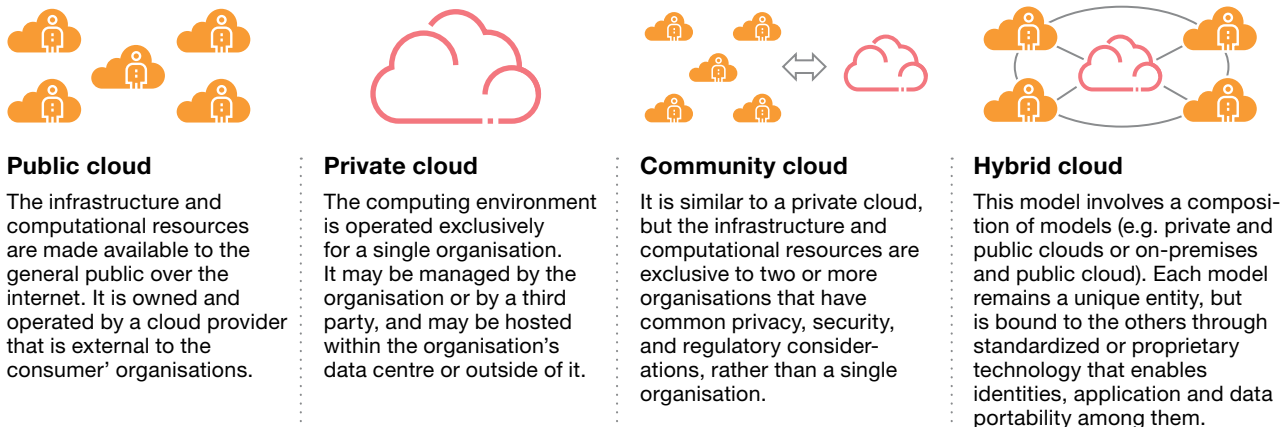 Public cloud
The infrastructure and
computational resources
are made available to the
general public over the
internet. It is owned and
operated by a cloud provider
that is external to the
consumer’ organisations.
Private cloud
The computing environment
is operated exclusively
for a single organisation.
It may be managed by the
organisation or by a third
party, and may be hosted
within the organisation’s
data centre or outside of it.
Community cloud
It is similar to a private cloud,
but the infrastructure and
computational resources are
exclusive to two or more
organisations that have
common privacy, security,
and regulatory consider-
ations, rather than a single
organisation.
Hybrid cloud
This model involves a composi-
tion of models (e.g. private and
public clouds or on-premises
and public cloud). Each model
remains a unique entity, but
is bound to the others through
standardized or proprietary
technology that enables
identities, application and data
portability among them.